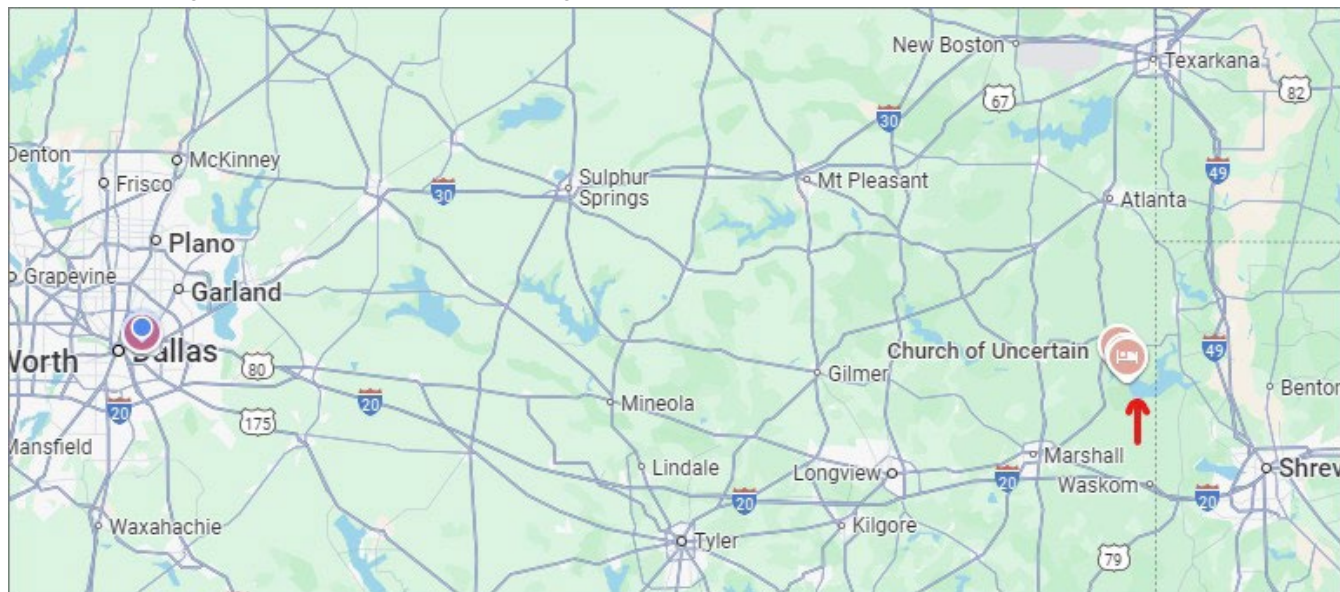 New Boston
Texarkana
67
82
30
Denton
McKinney
49
Frisco
30
Sulphur
Springs
Mt Pleasant
Atlanta
Plano
Grapevine
Garland
Dallas
Worth
80
Church of Uncertain
49
Gilmer
Benton
20
20
Mineola
175
Mansfield
Lindale
Longview
Marshall
Shrev
20
Waskom
20
20
Waxahachie
Kilgore
Tyler
79